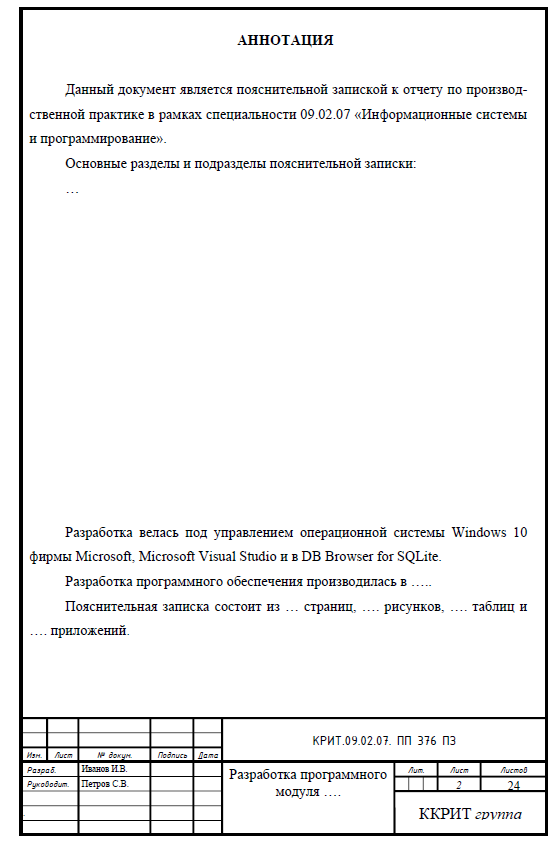 АННОТАЦИЯ
Данный документ является пояснительной запиской к отчету по производ-
ственной практике в рамках специальности 09.02.07 «Информационные системы
и программирование».
Основные разделы и подразделы пояснительной записки:
…
Разработка велась под управлением операционной системы Windows 10
фирмы Microsoft, Microsoft Visual Studio и в DB Browser for SQLite.
Разработка программного обеспечения производилась в …..
Пояснительная записка состоит из … страниц, …. рисунков, …. таблиц и
…. приложений.
КРИТ.09.02.07. ПП 376 ПЗ
Изм. Лист № докум. Подпись Дата
Разраб. Иванов И.В.
Руководит. Петров С.В.
Разработка программного
модуля ….
Лит. Лист Листов
2 24
ККРИТ группа